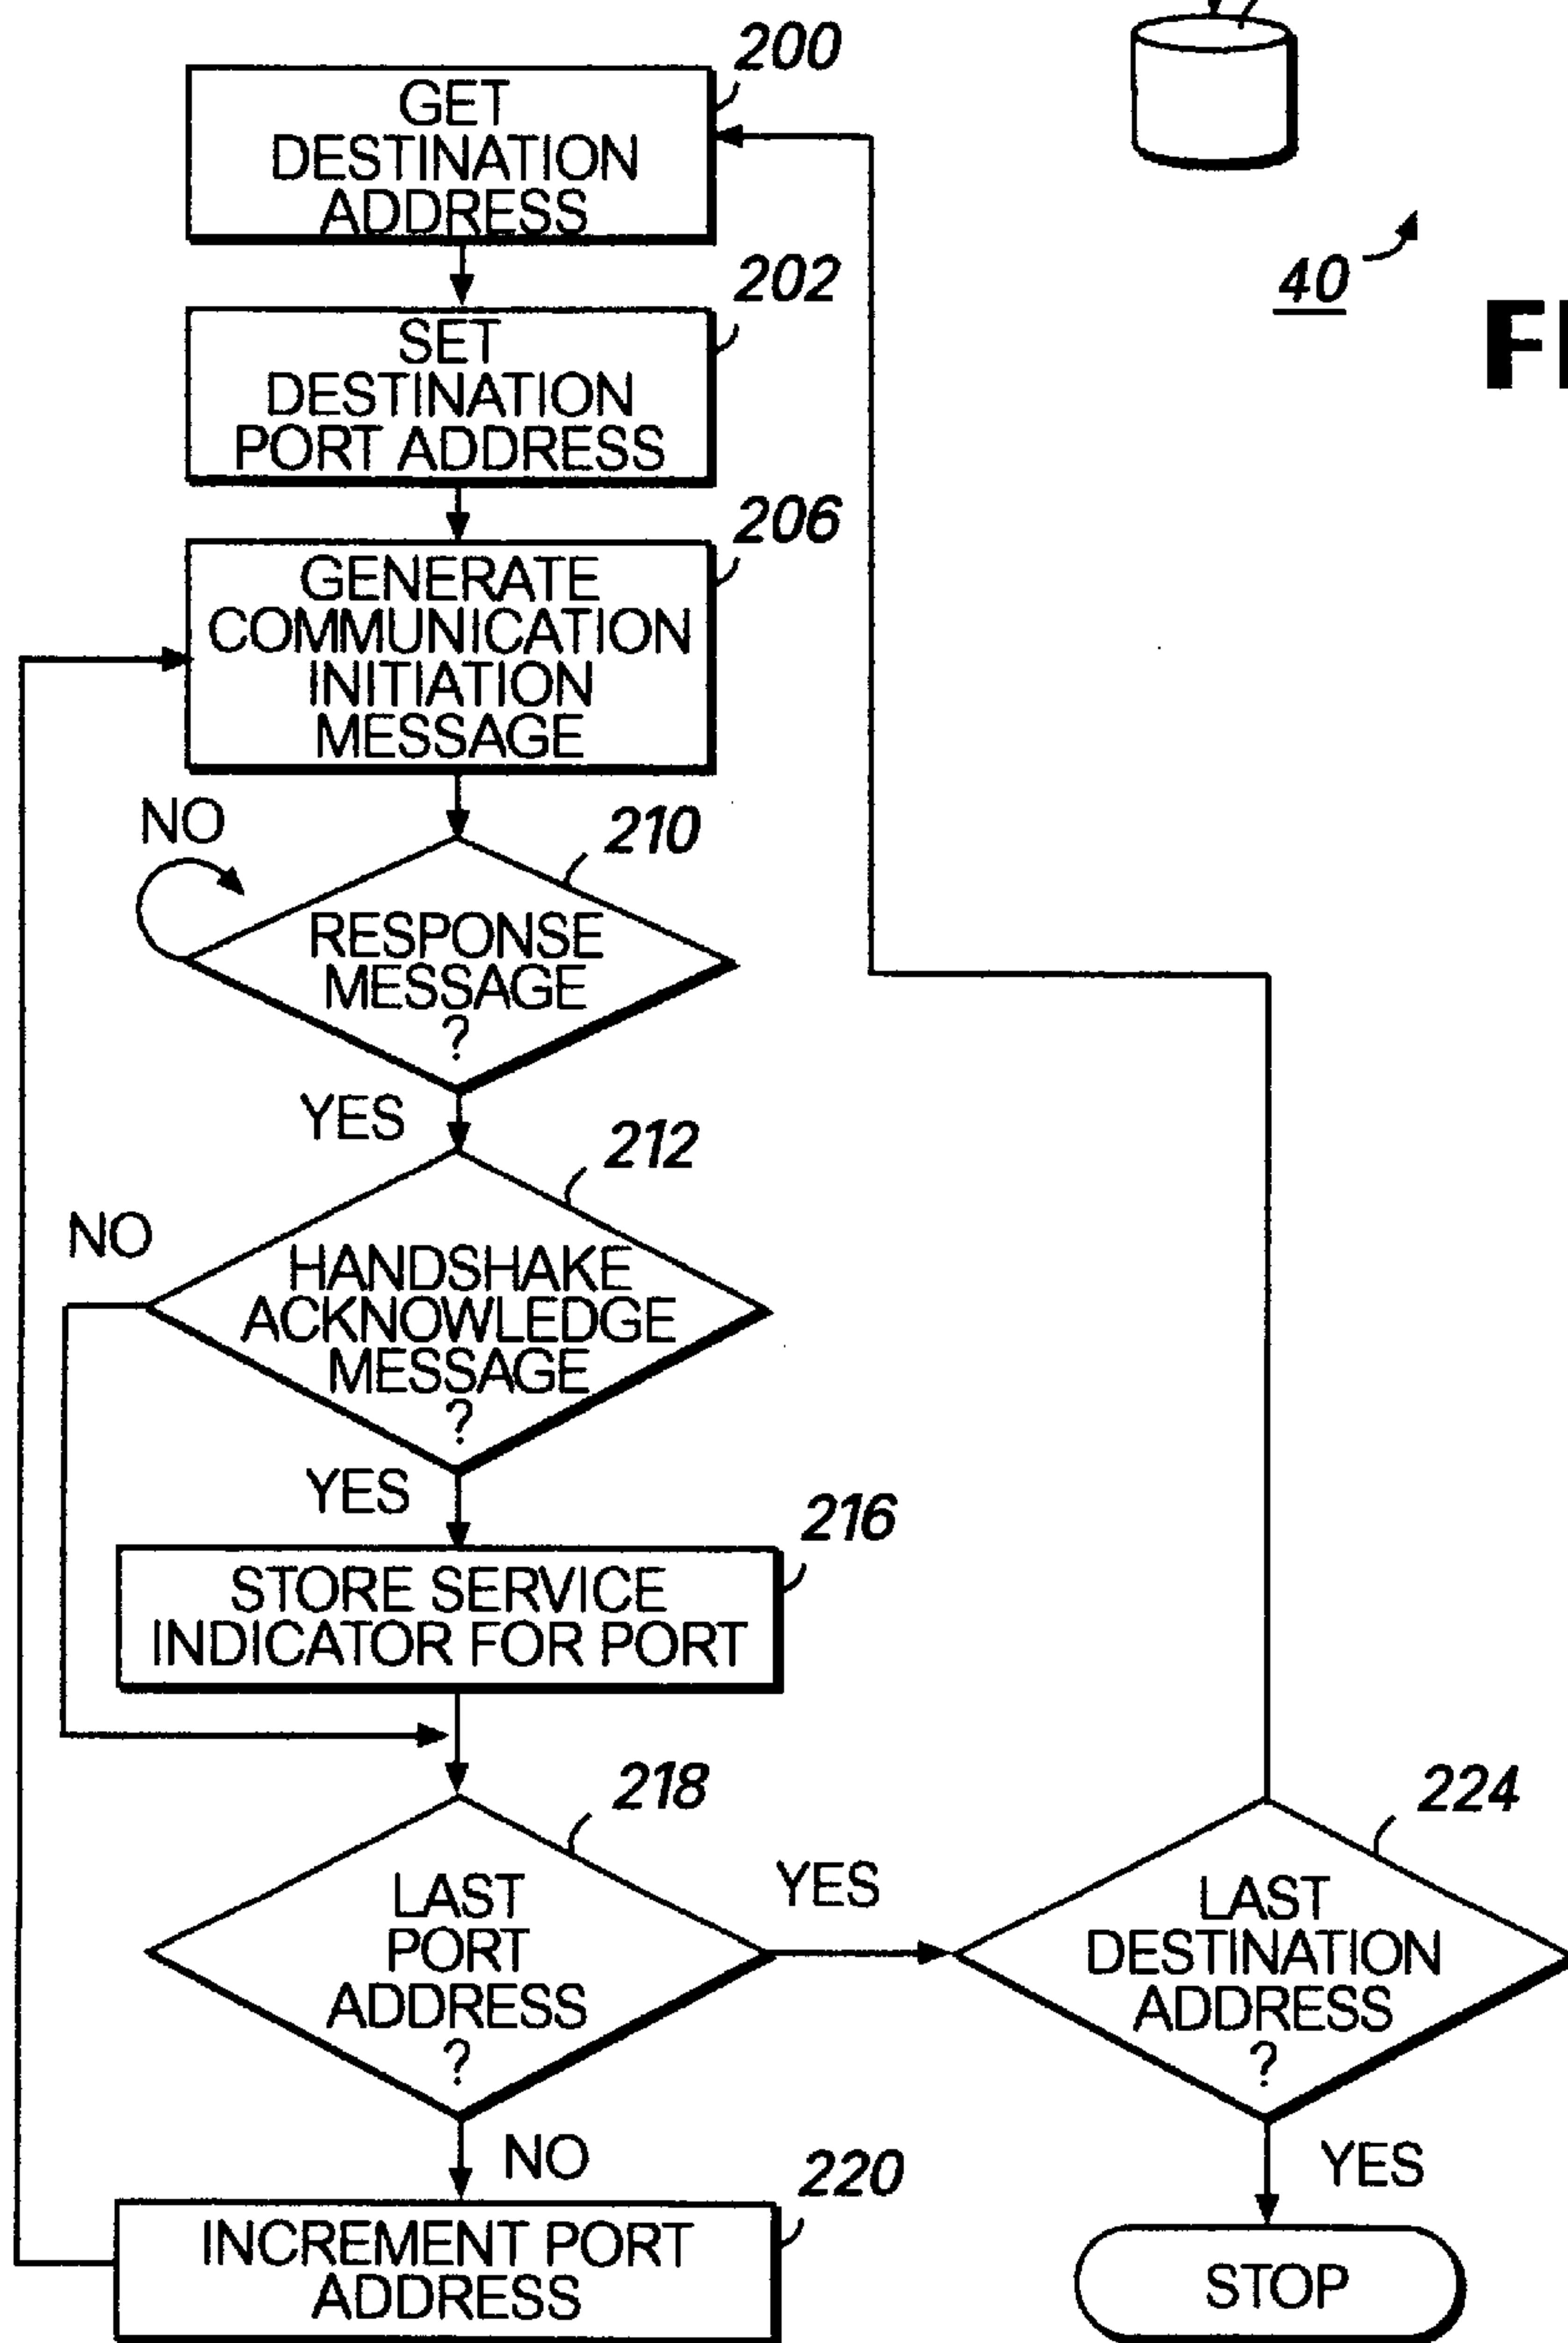 200
GET
DESTINATION
ADDRESS
202
SET
DESTINATION
PORT ADDRESS
40
206
GENERATE
COMMUNICATION
INITIATION
MESSAGE
NO
210
RESPONSE
MESSAGE
?
YES
212
NO
HANDSHAKE
ACKNOWLEDGE
MESSAGE
?
YES
216
STORE SERVICE
INDICATOR FOR PORT
218
LAST
PORT
ADDRESS
?
YES
224
LAST
DESTINATION
ADDRESS
?
NO
220
INCREMENT PORT
ADDRESS
YES
STOP